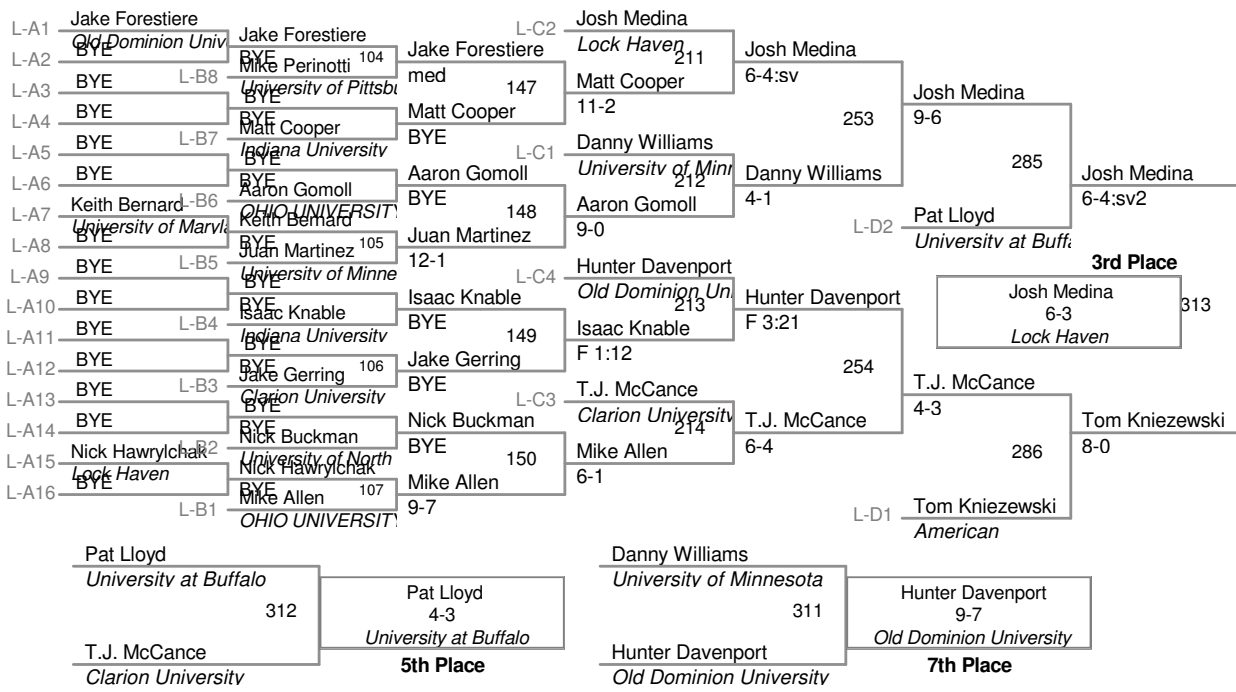 L-A1
Jake Forestiere
Old Dominion Univ
L-A2
BYE
L-A3
BYE
L-A4
BYE
L-A5
BYE
L-A6
BYE
L-A7
Keith Bernard
University of Maryla
L-A8
BYE
L-A9
BYE
L-A10
BYE
L-A11
BYE
L-A12
BYE
L-A13
BYE
L-A14
BYE
L-A15
Nick Hawrylchak
Lock Haven
L-A16
BYE
Jake Forestiere
BYE
104
L-B8
Mike Perinotti
University of Pittsbu
BYE
BYE
L-B7
Matt Cooper
Indiana University
BYE
BYE
L-B6
Aaron Gomoll
OHIO UNIVERSITY
Keith Bernard
BYE
105
L-B5
Juan Martinez
University of Minne
BYE
BYE
L-B4
Isaac Knable
Indiana University
BYE
BYE
106
L-B3
Jake Gerring
Clarion University
BYE
BYE
L-B2
Nick Buckman
University of North
Nick Hawrylchak
BYE
107
L-B1
Mike Allen
OHIO UNIVERSITY
Jake Forestiere
med
147
Matt Cooper
BYE
Aaron Gomoll
BYE
148
Juan Martinez
12-1
Isaac Knable
BYE
149
Jake Gerring
BYE
Nick Buckman
BYE
150
Mike Allen
9-7
L-C2
Josh Medina
Lock Haven
211
Matt Cooper
11-2
L-C1
Danny Williams
University of Minn
212
Aaron Gomoll
9-0
L-C4
Hunter Davenport
Old Dominion Uni
213
Isaac Knable
F 1:12
L-C3
T.J. McCance
Clarion University
214
Mike Allen
6-1
Josh Medina
6-4:sv
253
Danny Williams
4-1
Hunter Davenport
F 3:21
254
T.J. McCance
6-4
Josh Medina
9-6
285
L-D2
Pat Lloyd
University at Buffa
T.J. McCance
4-3
286
L-D1
Tom Kniezewski
American
Josh Medina
6-4:sv2
3rd Place
Josh Medina
6-3
Lock Haven
313
Tom Kniezewski
8-0
Pat Lloyd
University at Buffalo
312
T.J. McCance
Clarion University
Pat Lloyd
4-3
University at Buffalo
5th Place
Danny Williams
University of Minnesota
311
Hunter Davenport
Old Dominion University
Hunter Davenport
9-7
Old Dominion University
7th Place